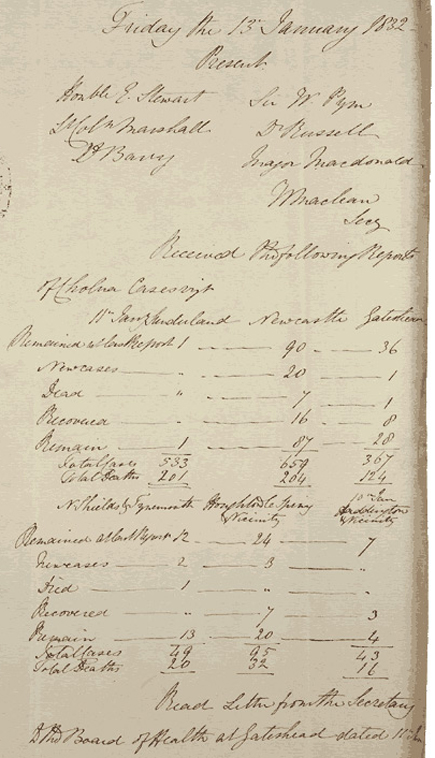 Friday the 13th January 1832
Present
Honble E. Stewart Sir W Pym
Lt Coln Marshall Dr Russell
Dr Barry Major Macdonald
W Maclean
Secy
Received the following Reports
of Cholera Cases vizt
11th Jany Sunderland Newcastle Gateshead
Remained at last Report 1 90 36
New cases " 20 1
Dead " 7 1
Recovered " 16 8
Remain 1 87 28
Total Cases 533 659 367
Total Deaths 201 204 124
N. Shields & Tynemouth Houghton Le Spring & Vicinity 10th Jan Haddington & Vicinity
Remained at last Report 12 24 7
New cases 2 3 "
Died 1 " "
Recovered " 7 3
Remain 13 20 4
Total Cases 49 95 43
Total Deaths 20 32 16
Read Letter from the Secretary
of the Board of Health at Gateshead dated 11th Jan